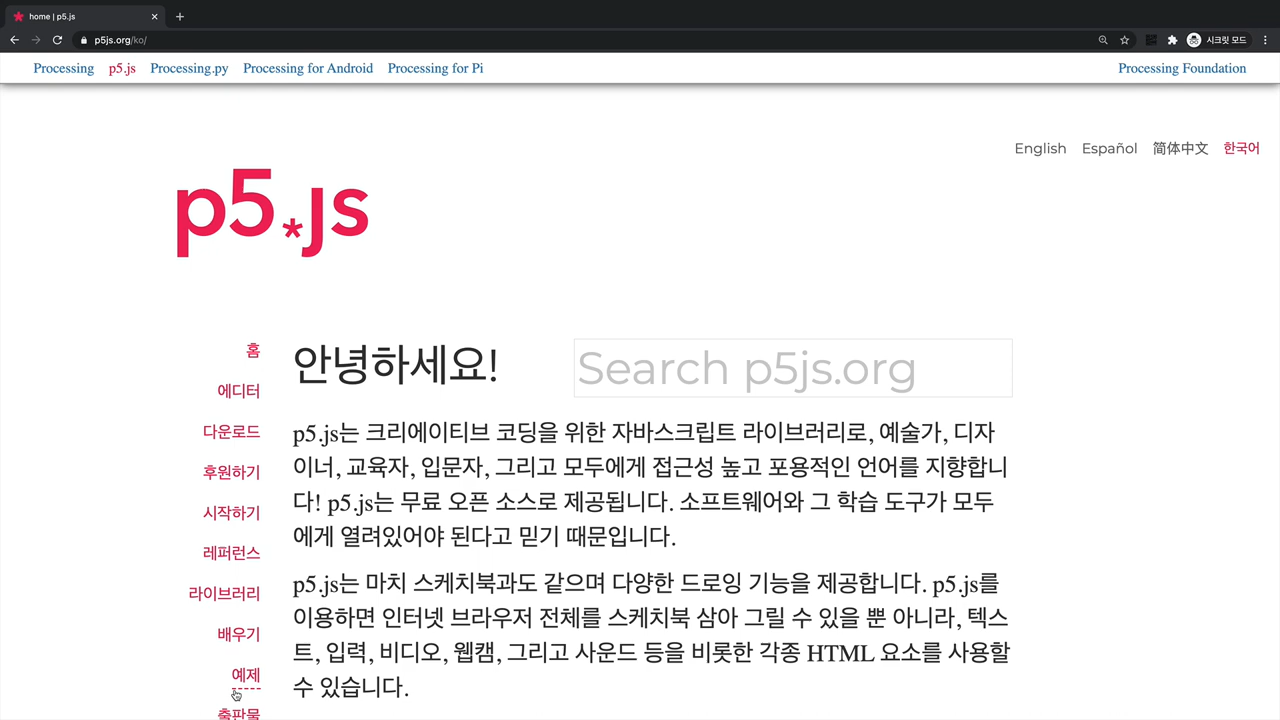 home | p5.js
p5js.org/ko/
시크릿 모드
Processing p5.js Processing.py Processing for Android Processing for Pi Processing Foundation
English Español 简体中文 한국어
p5*js
홈
에디터
다운로드
후원하기
시작하기
레퍼런스
라이브러리
배우기
예제
출판물
안녕하세요!
Search p5js.org
p5.js는 크리에이티브 코딩을 위한 자바스크립트 라이브러리로, 예술가, 디자
이너, 교육자, 입문자, 그리고 모두에게 접근성 높고 포용적인 언어를 지향합니
다! p5.js는 무료 오픈 소스로 제공됩니다. 소프트웨어와 그 학습 도구가 모두
에게 열려있어야 된다고 믿기 때문입니다.
p5.js는 마치 스케치북과도 같으며 다양한 드로잉 기능을 제공합니다. p5.js를
이용하면 인터넷 브라우저 전체를 스케치북 삼아 그릴 수 있을 뿐 아니라, 텍스
트, 입력, 비디오, 웹캠, 그리고 사운드 등을 비롯한 각종 HTML 요소를 사용할
수 있습니다.